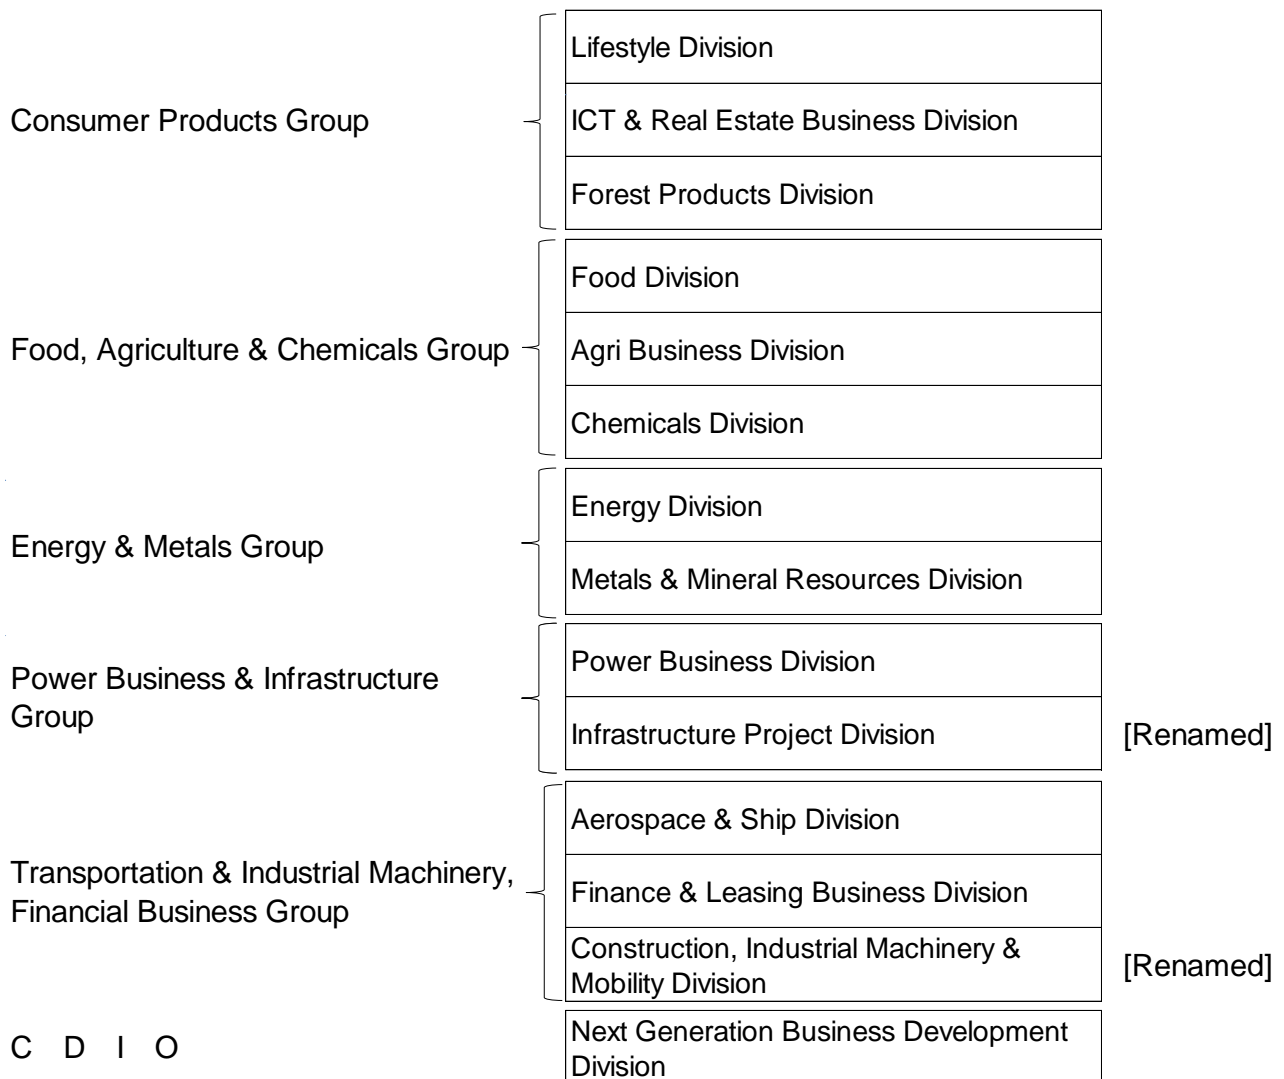 Lifestyle Division
Consumer Products Group
ICT & Real Estate Business Division
Forest Products Division
Food Division
Food, Agriculture & Chemicals Group
Agri Business Division
Chemicals Division
Energy Division
Energy & Metals Group
Metals & Mineral Resources Division
Power Business & Infrastructure
Group
Power Business Division
Infrastructure Project Division
[Renamed]
Aerospace & Ship Division
Transportation & Industrial Machinery,
Financial Business Group
Finance & Leasing Business Division
Construction, Industrial Machinery &
Mobility Division
[Renamed]
C D I O
Next Generation Business Development
Division